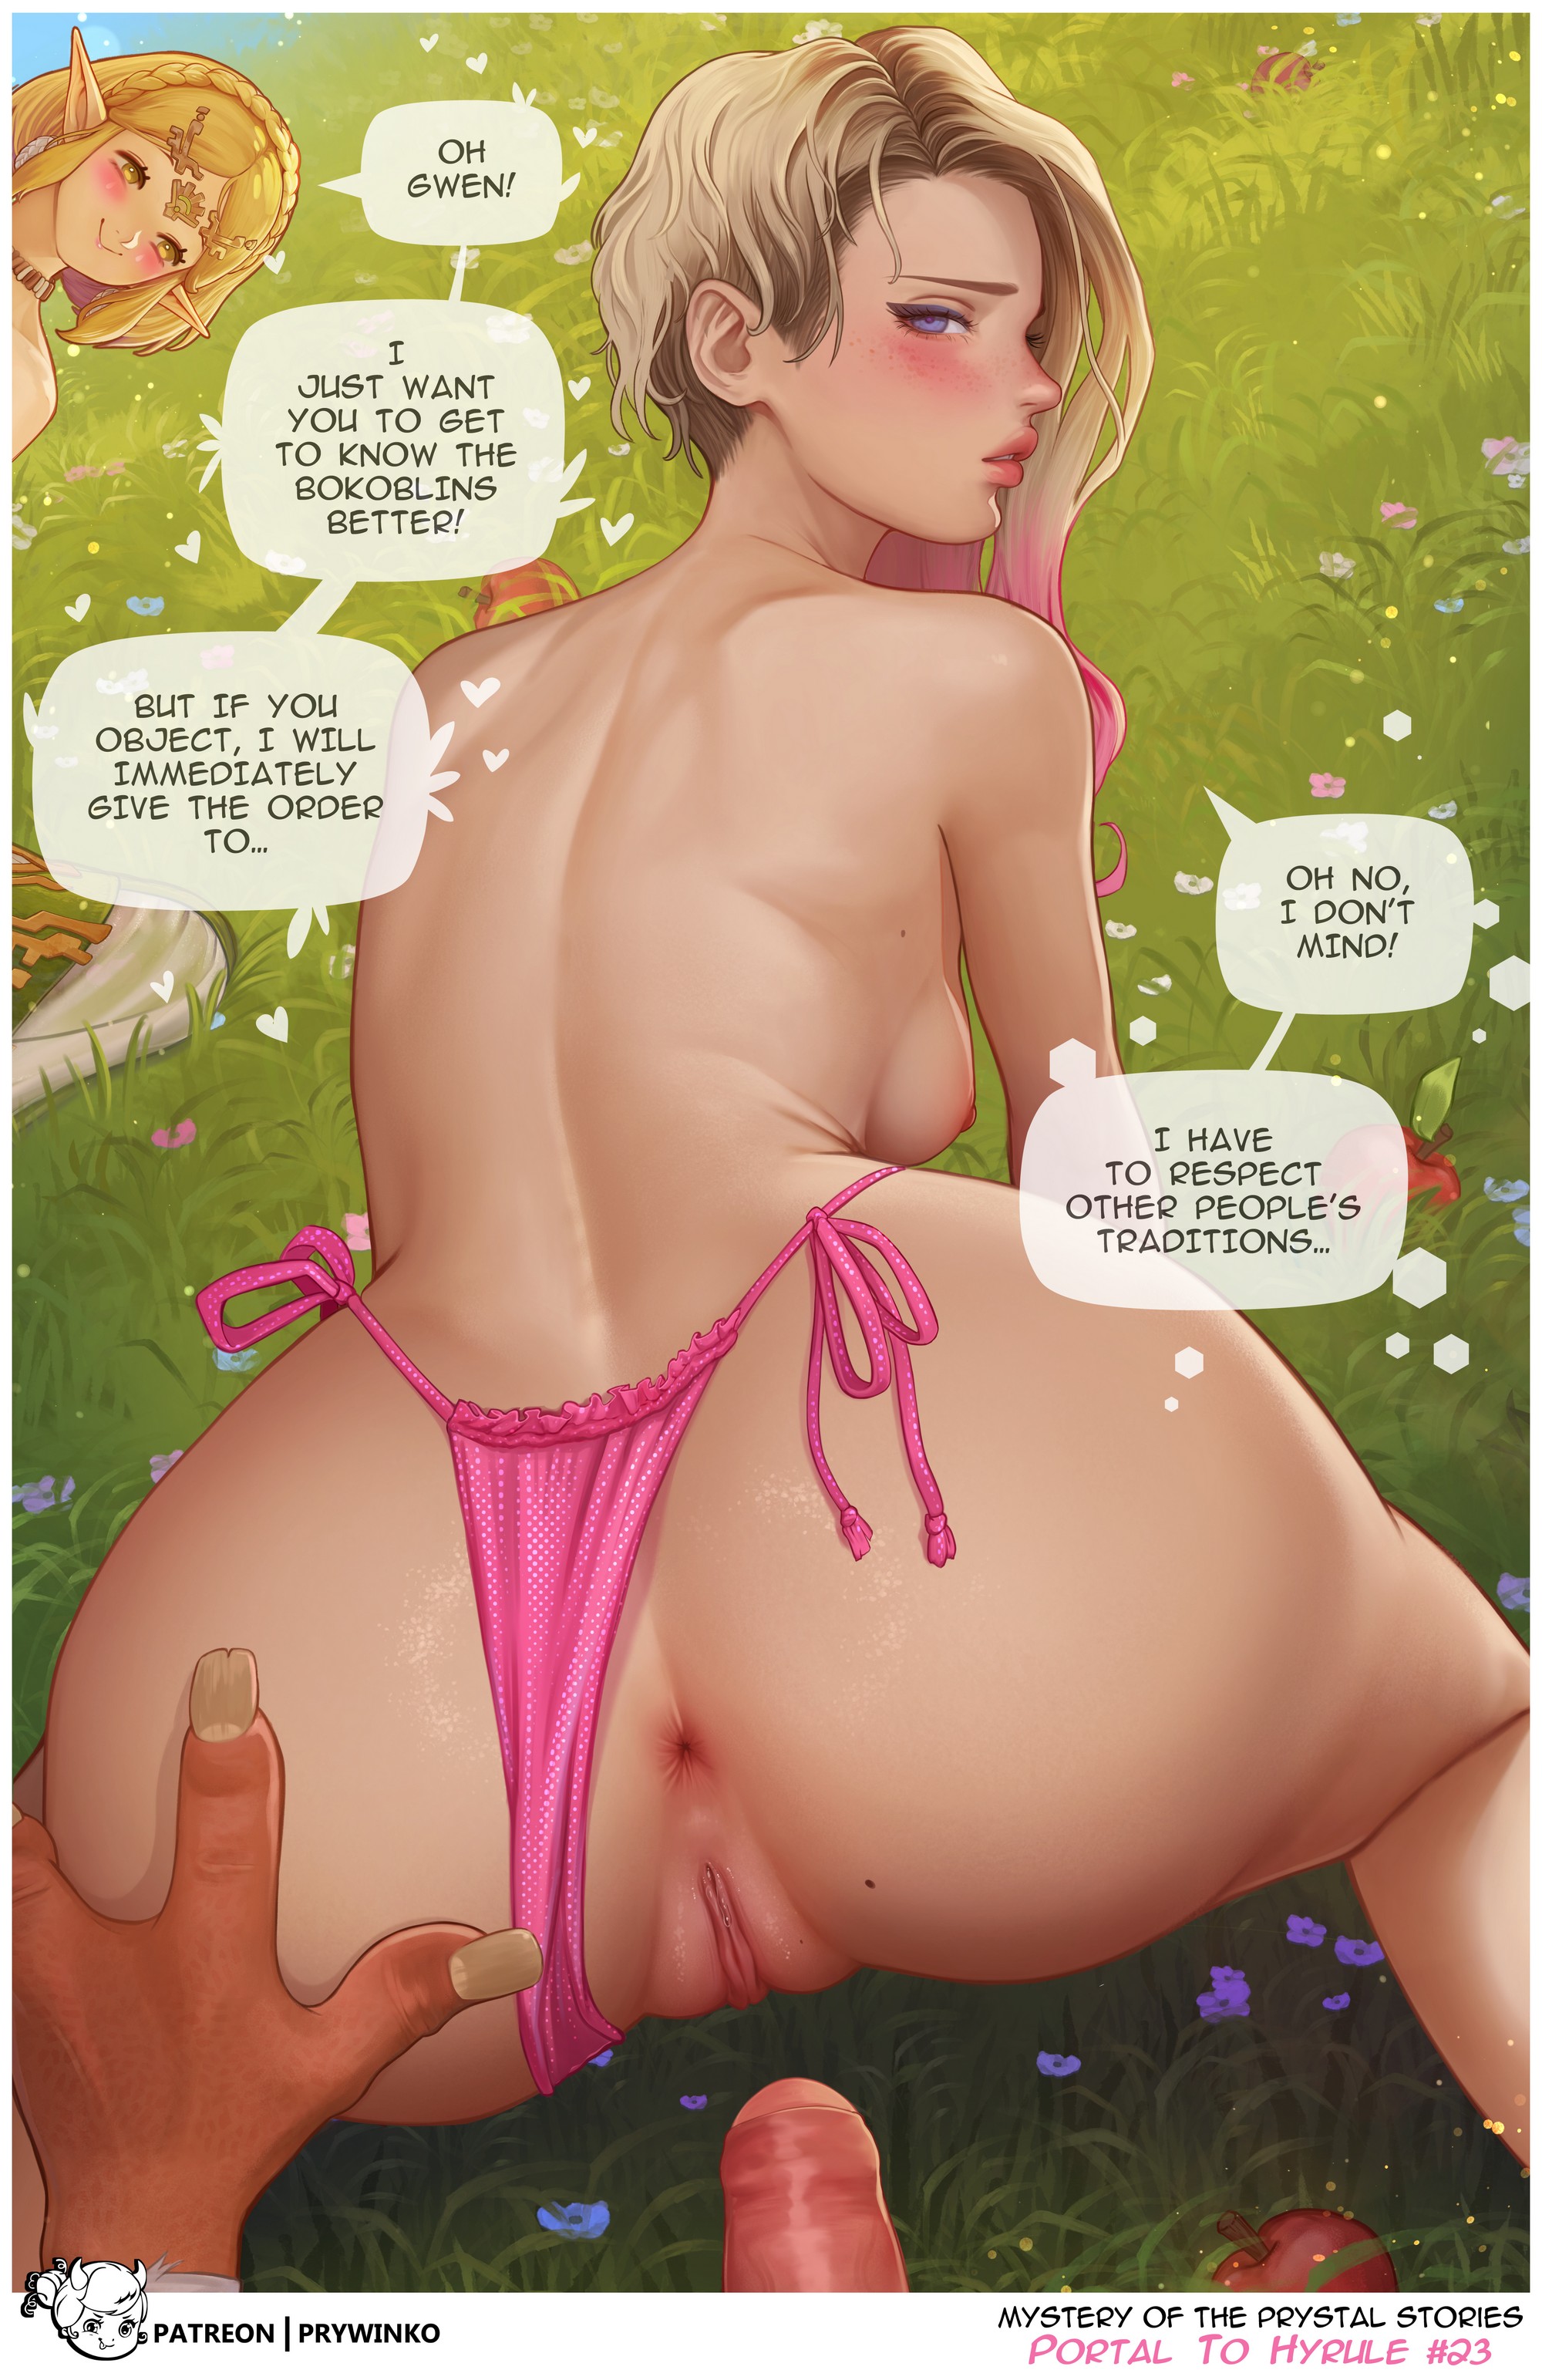 OH
GWEN!
I
JUST WANT
YOU TO GET
TO KNOW THE
BOKOBLINS
BETTER!
BUT IF YOU
OBJECT, I WILL
IMMEDIATELY
GIVE THE ORDER
TO...
OH NO,
I DON'T
MIND!
I HAVE
TO RESPECT
OTHER PEOPLE'S
TRADITIONS...
PATREON | PRYWINKO
MYSTERY OF THE PRYSTAL STORIES
PORTAL TO HYRULE #23